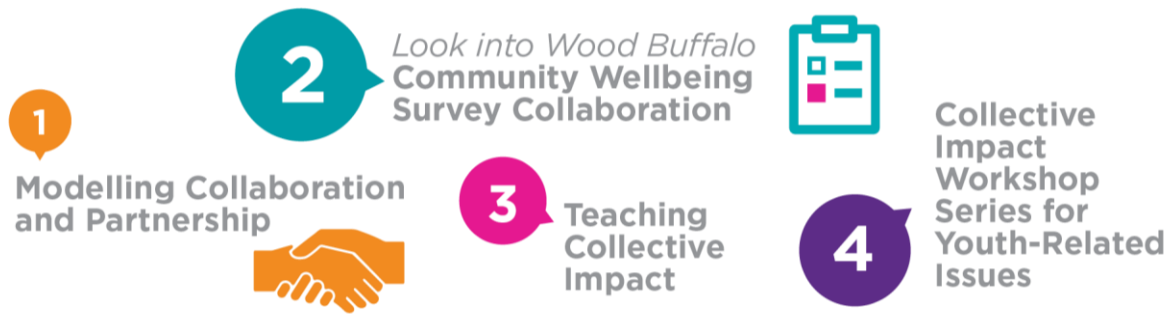 1
Modelling Collaboration
and Partnership
2
Look into Wood Buffalo
Community Wellbeing
Survey Collaboration
3
Teaching
Collective
Impact
4
Collective
Impact
Workshop
Series for
Youth-Related
Issues